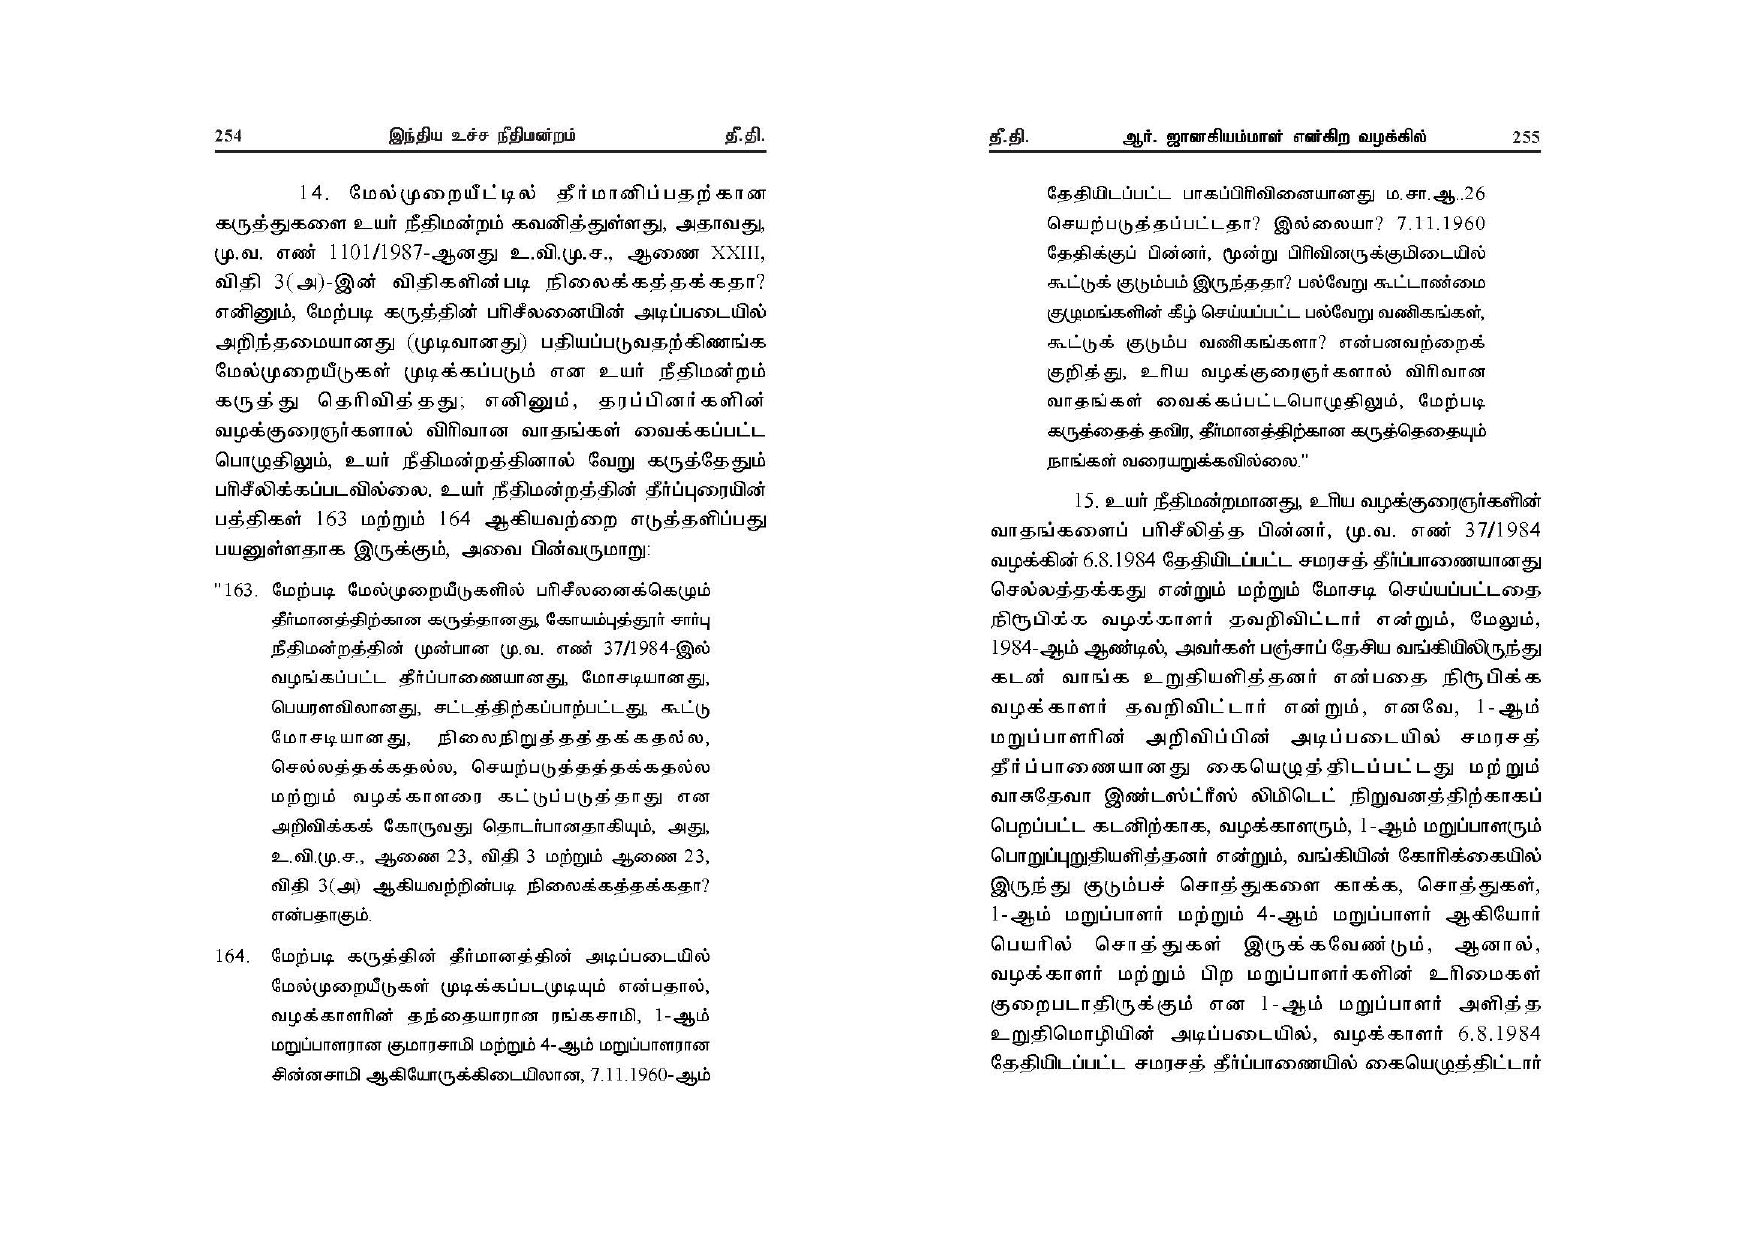 254 இந்திய உச்ச நீதிமன்றம் தீ.தி.
14. மேல்முறையீட்டில் தீர்மானிப்பதற்கான
கருத்துகளை உயர் நீதிமன்றம் கவனித்துள்ளது, அதாவது,
மு.வ. எண் 1101/1987-ஆனது உ.வி.மு.ச., ஆணை XXIII,
விதி 3(அ)-இன் விதிகளின்படி நிலைக்கத்தக்கதா?
எனினும், மேற்படி கருத்தின் பரிசீலனையின் அடிப்படையில்
அறிந்தமையானது (முடிவானது) பதியப்படுவதற்கிணங்க
மேல்முறையீடுகள் முடிக்கப்படும் என உயர் நீதிமன்றம்
கருத்து தெரிவித்தது; எனினும், தரப்பினர்களின்
வழக்குரைஞர்களால் விரிவான வாதங்கள் வைக்கப்பட்ட
பொழுதிலும், உயர் நீதிமன்றத்தினால் வேறு கருத்தேதும்
பரிசீலிக்கப்படவில்லை. உயர் நீதிமன்றத்தின் தீர்ப்புரையின்
பத்திகள் 163 மற்றும் 164 ஆகியவற்றை எடுத்தளிப்பது
பயனுள்ளதாக இருக்கும், அவை பின்வருமாறு:
"163. மேற்படி மேல்முறையீடுகளில் பரிசீலனைக்கெழும்
தீர்மானத்திற்கான கருத்தானது, கோயம்புத்தூர் சார்பு
நீதிமன்றத்தின் முன்பான மு.வ. எண் 37/1984-இல்
வழங்கப்பட்ட தீர்ப்பாணையானது, மோசடியானது,
பெயரளவிலானது, சட்டத்திற்கப்பாற்பட்டது, கூட்டு
மோசடியானது, நிலைநிறுத்தத்தக்கதல்ல,
செல்லத்தக்கதல்ல, செயற்படுத்தத்தக்கதல்ல
மற்றும் வழக்காளரை கட்டுப்படுத்தாது என
அறிவிக்கக் கோருவது தொடர்பானதாகியும், அது,
உ.வி.மு.ச., ஆணை 23, விதி 3 மற்றும் ஆணை 23,
விதி 3(அ) ஆகியவற்றின்படி நிலைக்கத்தக்கதா?
என்பதாகும்.
164. மேற்படி கருத்தின் தீர்மானத்தின் அடிப்படையில்
மேல்முறையீடுகள் முடிக்கப்படமுடியும் என்பதால்,
வழக்காளரின் தந்தையாரான ரங்கசாமி, 1-ஆம்
மறுப்பாளரான குமாரசாமி மற்றும் 4-ஆம் மறுப்பாளரான
சின்னசாமி ஆகியோருக்கிடையிலான, 7.11.1960-ஆம்
தீ.தி. ஆர். ஜானகியம்மாள் எள்கிற வழக்கில் 255
தேதியிடப்பட்ட பாகப்பிரிவினையானது ம.சா.ஆ..26
செயற்படுத்தப்பட்டதா? இல்லையா? 7.11.1960
தேதிக்குப் பின்னர், மூன்று பிரிவினருக்குமிடையில்
கூட்டுக் குடும்பம் இருந்ததா? பல்வேறு கூட்டாண்மை
குழுமங்களின் கீழ் செய்யப்பட்ட பல்வேறு வணிகங்கள்,
கூட்டுக் குடும்ப வணிகங்களா? என்பனவற்றைக்
குறித்து, உரிய வழக்குரைஞர்களால் விரிவான
வாதங்கள் வைக்கப்பட்டபொழுதிலும், மேற்படி
கருத்தைத் தவிர, தீர்மானத்திற்கான கருத்தெதையும்
நாங்கள் வரையறுக்கவில்லை."
15. உயர் நீதிமன்றமானது, உரிய வழக்குரைஞர்களின்
வாதங்களைப் பரிசீலித்த பின்னர், மு.வ. எண் 37/1984
வழக்கின் 6.8.1984 தேதியிடப்பட்ட சமரசத் தீர்ப்பாணையானது
செல்லத்தக்கது என்றும் மற்றும் மோசடி செய்யப்பட்டதை
நிரூபிக்க வழக்காளர் தவறிவிட்டார் என்றும், மேலும்,
1984-ஆம் ஆண்டில், அவர்கள் பஞ்சாப் தேசிய வங்கியிலிருந்து
கடன் வாங்க உறுதியளித்தனர் என்பதை நிரூபிக்க
வழக்காளர் தவறிவிட்டார் என்றும், எனவே, 1-ஆம்
மறுப்பாளரின் அறிவிப்பின் அடிப்படையில் சமரசத்
தீர்ப்பாணையானது கையெழுத்திடப்பட்டது மற்றும்
வாசுதேவா இண்டஸ்ட்ரீஸ் லிமிடெட் நிறுவனத்திற்காகப்
பெறப்பட்ட கடனிற்காக, வழக்காளரும், 1-ஆம் மறுப்பாளரும்
பொறுப்புறுதியளித்தனர் என்றும், வங்கியின் கோரிக்கையில்
இருந்து குடும்பச் சொத்துகளை காக்க, சொத்துகள்,
1-ஆம் மறுப்பாளர் மற்றும் 4-ஆம் மறுப்பாளர் ஆகியோர்
பெயரில் சொத்துகள் இருக்கவேண்டும், ஆனால்,
வழக்காளர் மற்றும் பிற மறுப்பாளர்களின் உரிமைகள்
குறைபடாதிருக்கும் என 1-ஆம் மறுப்பாளர் அளித்த
உறுதிமொழியின் அடிப்படையில், வழக்காளர் 6.8.1984
தேதியிடப்பட்ட சமரசத் தீர்ப்பாணையில் கையெழுத்திட்டார்